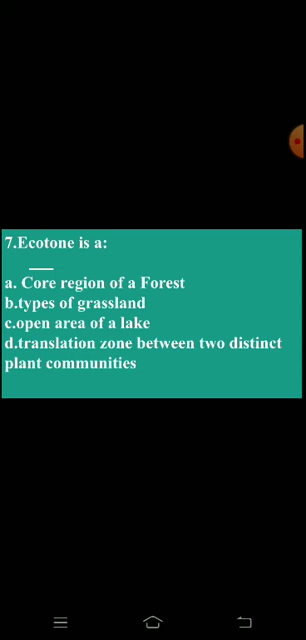 7.Ecotone is a:
a. Core region of a Forest
b.types of grassland
c.open area of a lake
d.translation zone between two distinct
plant communities